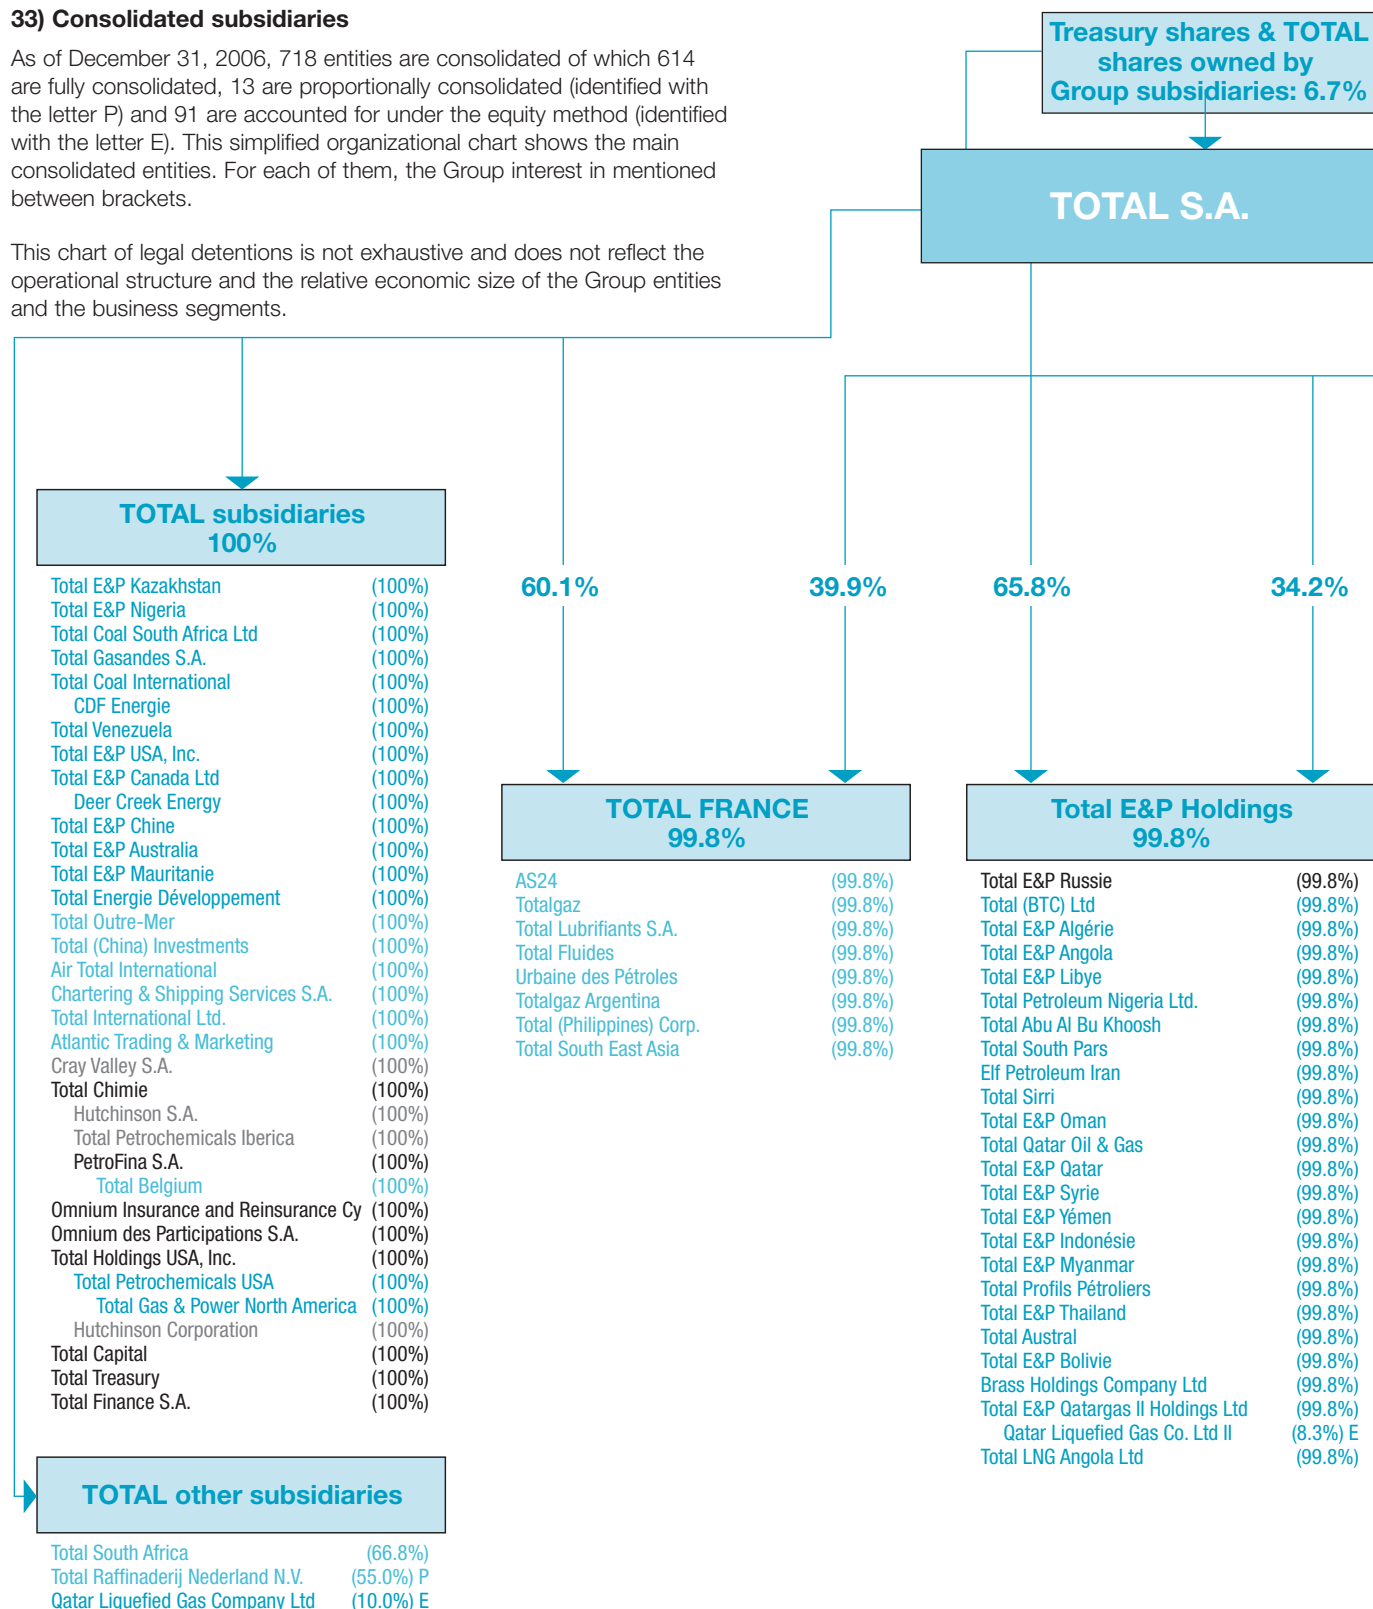 33) Consolidated subsidiaries
As of December 31, 2006, 718 entities are consolidated of which 614
are fully consolidated, 13 are proportionally consolidated (identified with
the letter P) and 91 are accounted for under the equity method (identified
with the letter E). This simplified organizational chart shows the main
consolidated entities. For each of them, the Group interest in mentioned
between brackets.
This chart of legal detentions is not exhaustive and does not reflect the
operational structure and the relative economic size of the Group entities
and the business segments.
Treasury shares & TOTAL
shares owned by
Group subsidiaries: 6.7%
TOTAL S.A.
TOTAL subsidiaries
100%
Total E&P Kazakhstan (100%)
Total E&P Nigeria (100%)
Total Coal South Africa Ltd (100%)
Total Gasandes S.A. (100%)
Total Coal International (100%)
CDF Energie (100%)
Total Venezuela (100%)
Total E&P USA, Inc. (100%)
Total E&P Canada Ltd (100%)
Deer Creek Energy (100%)
Total E&P Chine (100%)
Total E&P Australia (100%)
Total E&P Mauritanie (100%)
Total Energie Développement (100%)
Total Outre-Mer (100%)
Total (China) Investments (100%)
Air Total International (100%)
Chartering & Shipping Services S.A. (100%)
Total International Ltd. (100%)
Atlantic Trading & Marketing (100%)
Cray Valley S.A. (100%)
Total Chimie (100%)
Hutchinson S.A. (100%)
Total Petrochemicals Iberica (100%)
PetroFina S.A. (100%)
Total Belgium (100%)
Omnium Insurance and Reinsurance Cy (100%)
Omnium des Participations S.A. (100%)
Total Holdings USA, Inc. (100%)
Total Petrochemicals USA (100%)
Total Gas & Power North America (100%)
Hutchinson Corporation (100%)
Total Capital (100%)
Total Treasury (100%)
Total Finance S.A. (100%)
TOTAL other subsidiaries
Total South Africa (66.8%)
Total Raffinaderij Nederland N.V. (55.0%) P
Qatar Liquefied Gas Company Ltd (10.0%) E
60.1%
39.9%
TOTAL FRANCE
99.8%
AS24 (99.8%)
Totalgaz (99.8%)
Total Lubrifiants S.A. (99.8%)
Total Fluides (99.8%)
Urbaine des Pétroles (99.8%)
Totalgaz Argentina (99.8%)
Total (Philippines) Corp. (99.8%)
Total South East Asia (99.8%)
65.8%
34.2%
Total E&P Holdings
99.8%
Total E&P Russie (99.8%)
Total (BTC) Ltd (99.8%)
Total E&P Algérie (99.8%)
Total E&P Angola (99.8%)
Total E&P Libye (99.8%)
Total Petroleum Nigeria Ltd. (99.8%)
Total Abu Al Bu Khoosh (99.8%)
Total South Pars (99.8%)
Elf Petroleum Iran (99.8%)
Total Sirri (99.8%)
Total E&P Oman (99.8%)
Total Qatar Oil & Gas (99.8%)
Total E&P Qatar (99.8%)
Total E&P Syrie (99.8%)
Total E&P Yémen (99.8%)
Total E&P Indonésie (99.8%)
Total E&P Myanmar (99.8%)
Total Profils Pétroliers (99.8%)
Total E&P Thailand (99.8%)
Total Austral (99.8%)
Total E&P Bolivie (99.8%)
Brass Holdings Company Ltd (99.8%)
Total E&P Qatargas II Holdings Ltd (99.8%)
Qatar Liquefied Gas Co. Ltd II (8.3%) E
Total LNG Angola Ltd (99.8%)